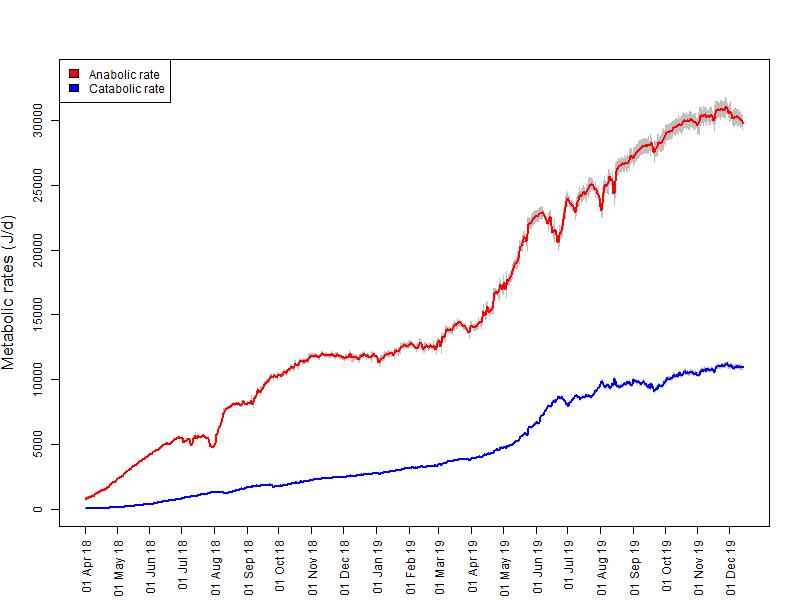 Anabolic rate
Catabolic rate
Metabolic rates (J/d)
30000
25000
20000
15000
10000
5000
0
01 Apr 18
01 May 18
01 Jun 18
01 Jul 18
01 Aug 18
01 Sep 18
01 Oct 18
01 Nov 18
01 Dec 18
01 Jan 19
01 Feb 19
01 Mar 19
01 Apr 19
01 May 19
01 Jun 19
01 Jul 19
01 Aug 19
01 Sep 19
01 Oct 19
01 Nov 19
01 Dec 19